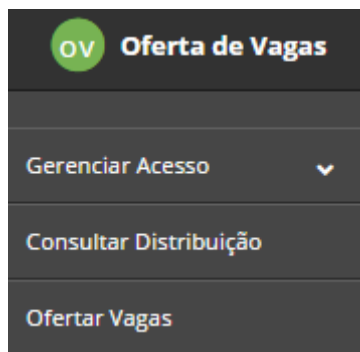 OV Oferta de Vagas
Gerenciar Acesso
Consultar Distribuição
Ofertar Vagas